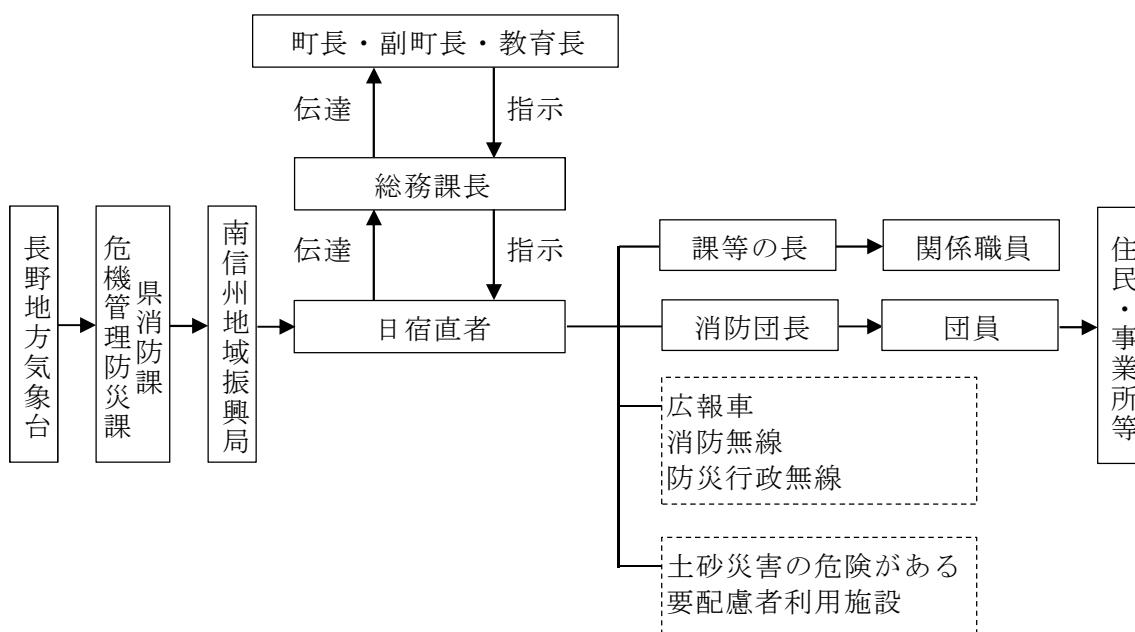 町長・副町長・教育長
伝達
指示
総務課長
伝達
指示
長野地方気象台
県消防課
危機管理防災課
南信州地域振興局
日宿直者
課等の長
関係職員
消防団長
団員
広報車
消防無線
防災行政無線
土砂災害の危険がある
要配慮者利用施設
住民・事業所等